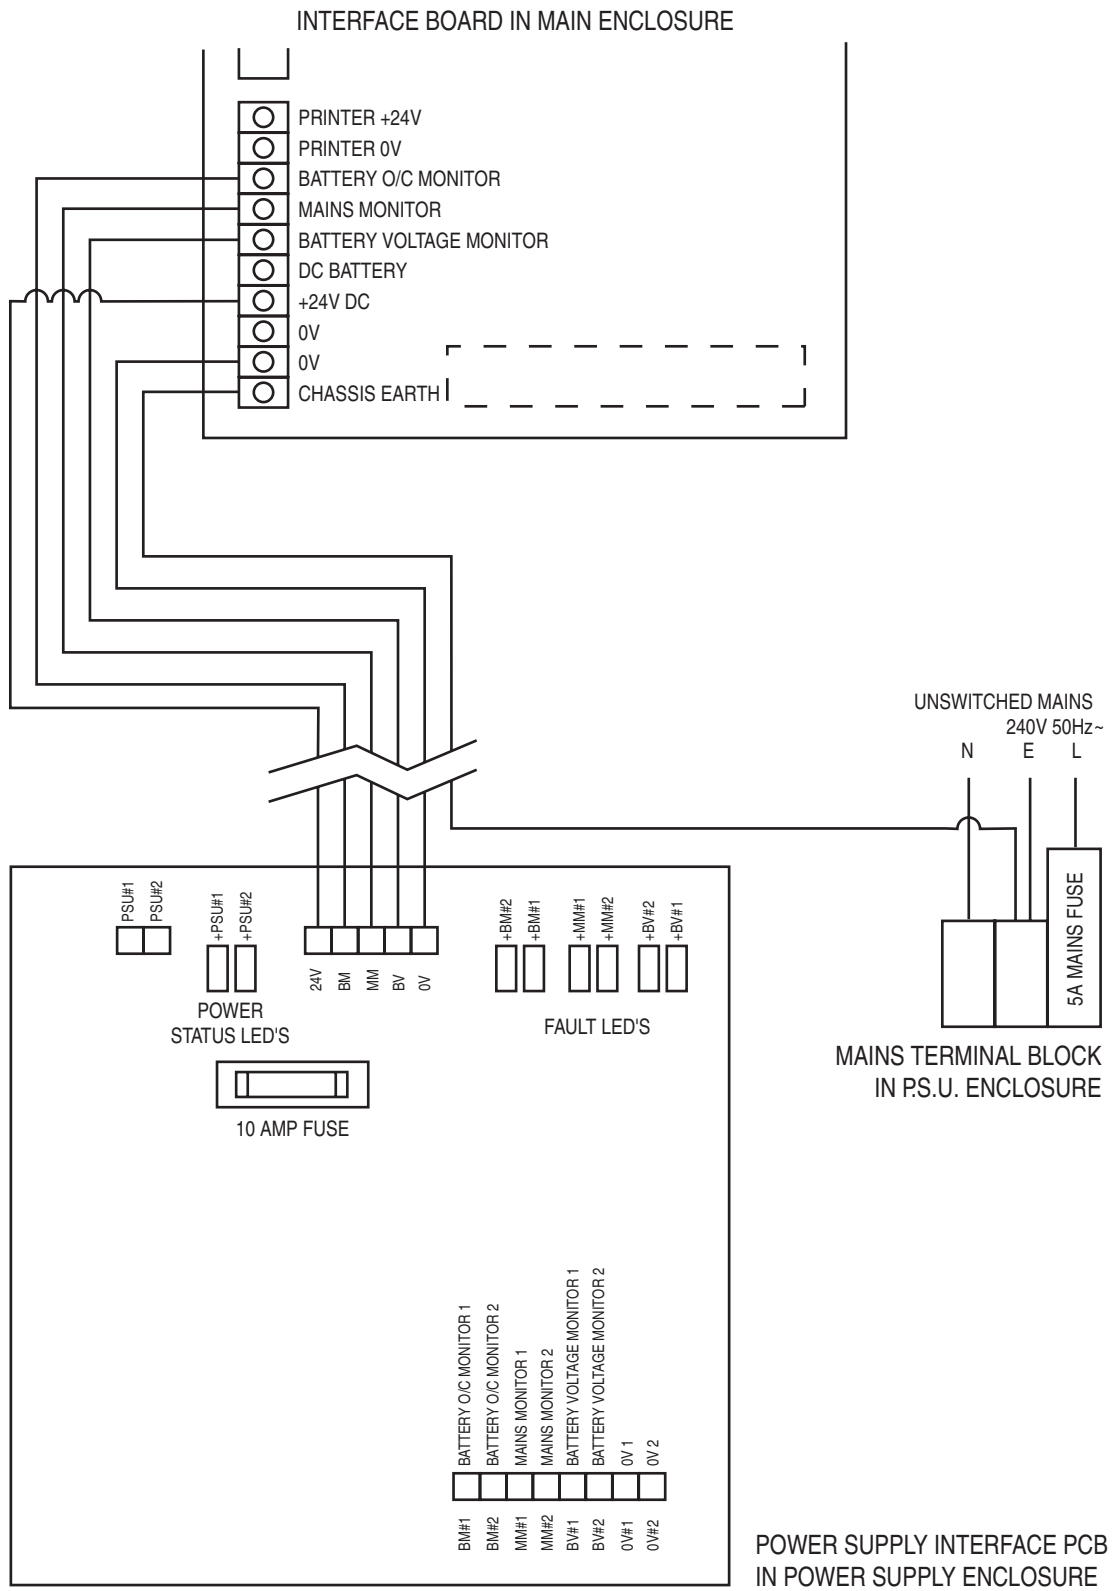 INTERFACE BOARD IN MAIN ENCLOSURE
PRINTER +24V
PRINTER 0V
BATTERY O/C MONITOR
MAINS MONITOR
BATTERY VOLTAGE MONITOR
DC BATTERY
+24V DC
0V
0V
CHASSIS EARTH
UNSWITCHED MAINS
240V 50Hz~
N E L
5A MAINS FUSE
MAINS TERMINAL BLOCK
IN P.S.U. ENCLOSURE
PSU#1
PSU#2
+PSU#1
+PSU#2
POWER
STATUS LED'S
24V
BM
MM
BV
0V
+BM#2
+BM#1
+MM#1
+MM#2
+BV#2
+BV#1
FAULT LED'S
10 AMP FUSE
BATTERY O/C MONITOR 1
BATTERY O/C MONITOR 2
MAINS MONITOR 1
MAINS MONITOR 2
BATTERY VOLTAGE MONITOR 1
BATTERY VOLTAGE MONITOR 2
0V 1
0V 2
BM#1
BM#2
MM#1
MM#2
BV#1
BV#2
0V#1
0V#2
POWER SUPPLY INTERFACE PCB
IN POWER SUPPLY ENCLOSURE